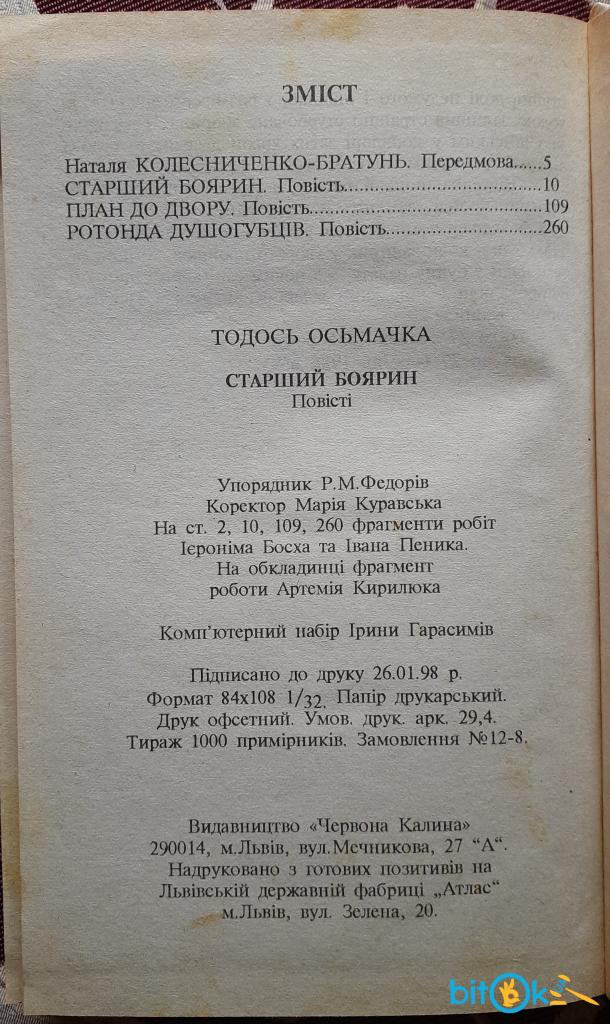 ЗМІСТ
Наталя КОЛЕСНИЧЕНКО-БРАТУНЬ. Передмова.....5
СТАРШИЙ БОЯРИН. Повість...................................10
ПЛАН ДО ДВОРУ. Повість.........................................109
РОТОНДА ДУШОГУБЦІВ. Повість...........................260
ТОДОСЬ ОСЬМАЧКА
СТАРШИЙ БОЯРИН
Повісті
Упорядник Р.М.Федорів
Коректор Марія Куравська
На ст. 2, 10, 109, 260 фрагменти робіт
Ієроніма Босха та Івана Пеника.
На обкладинці фрагмент
роботи Артемія Кирилюка
Комп'ютерний набір Ірини Гарасимів
Підписано до друку 26.01.98 р.
Формат 84х108 1/32. Папір друкарський.
Друк офсетний. Умов. друк. арк. 29,4.
Тираж 1000 примірників. Замовлення №12-8.
Видавництво «Червона Калина»
290014, м.Львів, вул.Мечникова, 27 "А".
Надруковано з готових позитивів на
Львівській державній фабриці „Атлас"
м.Львів, вул. Зелена, 20.